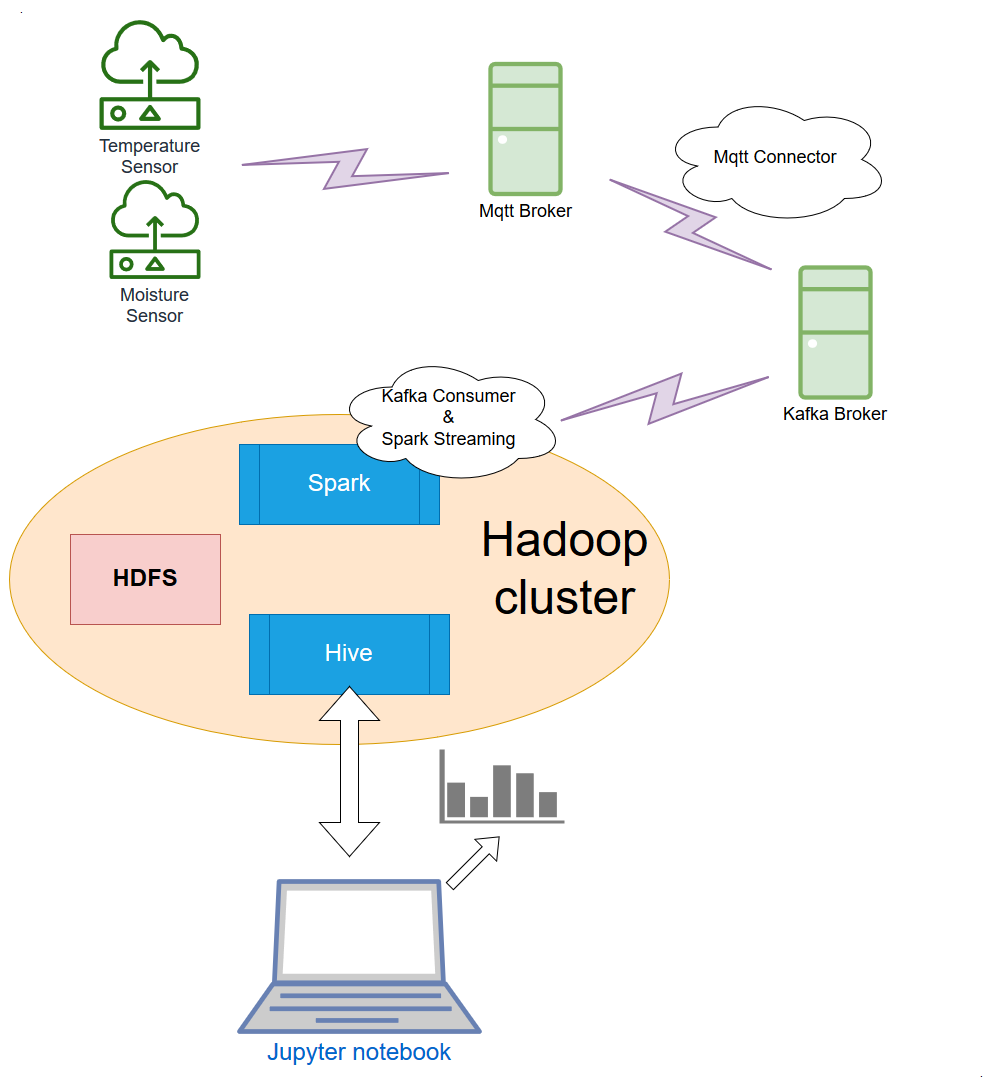 Temperature
Sensor
Moisture
Sensor
Mqtt Broker
Mqtt Connector
Kafka Broker
Kafka Consumer
&
Spark Streaming
Spark
HDFS
Hadoop
cluster
Hive
Jupyter notebook